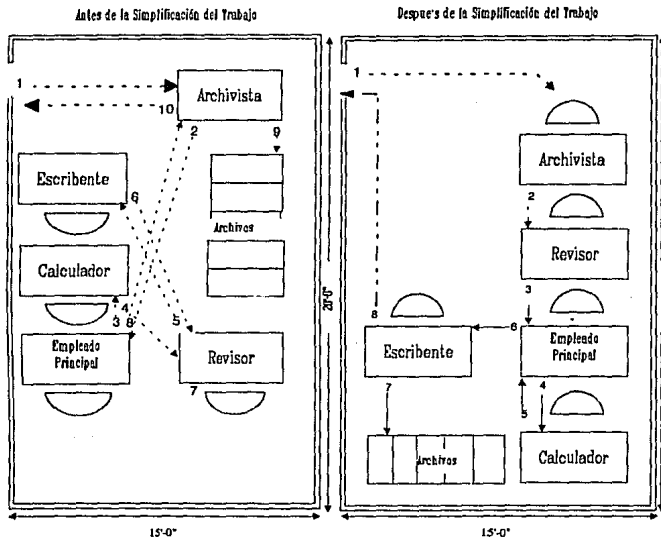 Antes de la Simplificación del Trabajo
1
10
Archivista
2
9
Escribente
6
Archivos
Calculador
4
3
8
5
Empleado
Principal
Revisor
7
15'-0"
20'-0"
Despues de la Simplificación del Trabajo
1
Archivista
2
Revisor
3
8
6
Escribente
Empleado
Principal
7
5
4
Archivos
Calculador
15'-0"